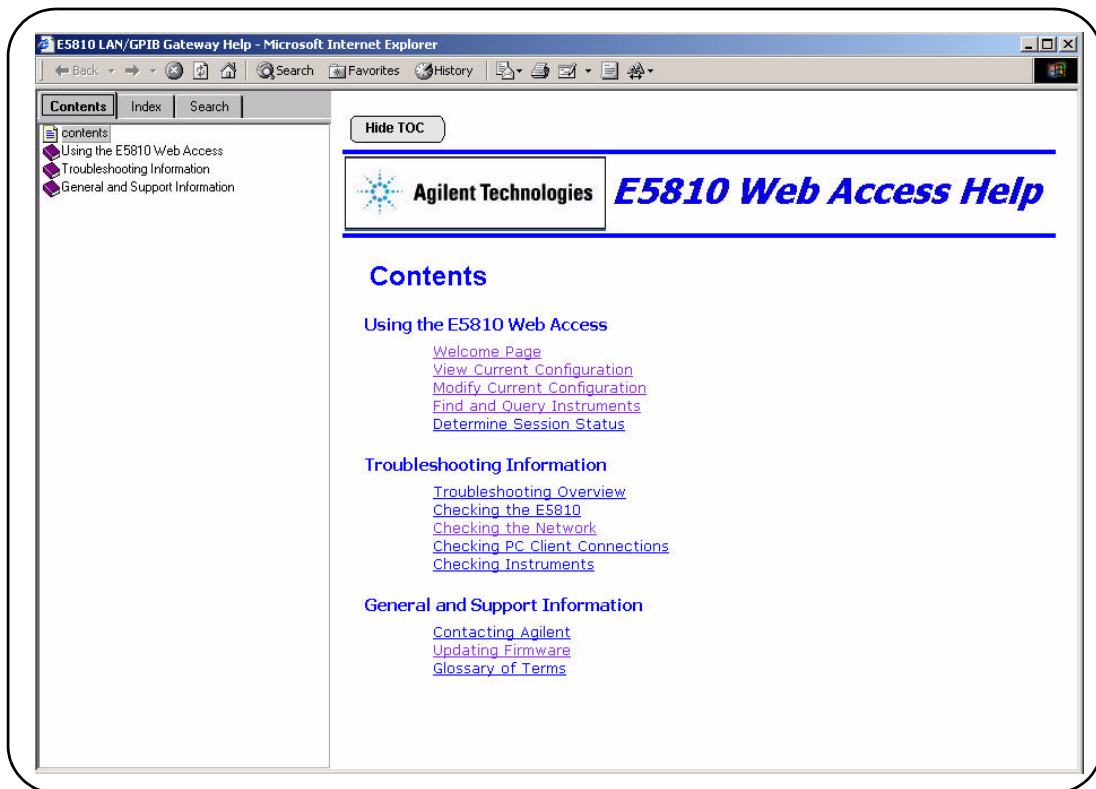 E5810 LAN/GPIB Gateway Help - Microsoft Internet Explorer
Back Search Favorites History
Contents Index Search
contents
Using the E5810 Web Access
Troubleshooting Information
General and Support Information
Hide TOC
Agilent Technologies
E5810 Web Access Help
Contents
Using the E5810 Web Access
Welcome Page
View Current Configuration
Modify Current Configuration
Find and Query Instruments
Determine Session Status
Troubleshooting Information
Troubleshooting Overview
Checking the E5810
Checking the Network
Checking PC Client Connections
Checking Instruments
General and Support Information
Contacting Agilent
Updating Firmware
Glossary of Terms